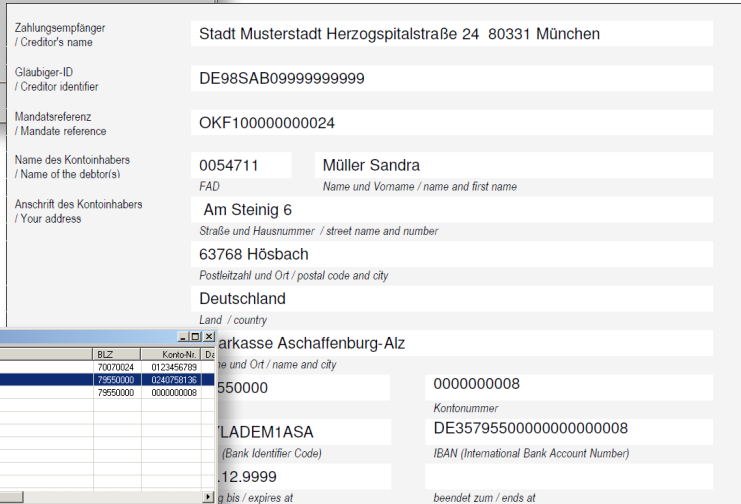 Zahlungsempfänger
/ Creditor's name
Stadt Musterstadt Herzogspitalstraße 24 80331 München
Gläubiger-ID
/ Creditor identifier
DE98SAB09999999999
Mandatsreferenz
/ Mandate reference
OKF100000000024
Name des Kontoinhabers
/ Name of the debtor(s)
0054711 Müller Sandra
FAD Name und Vorname / name and first name
Anschrift des Kontoinhabers
/ Your address
Am Steinig 6
Straße und Hausnummer / street name and number
63768 Hösbach
Postleitzahl und Ort / postal code and city
Deutschland
Land / country
arkasse Aschaffenburg-Alz
e und Ort / name and city
550000 0000000008
Kontonummer
LADEM1ASA DE35795500000000000008
(Bank Identifier Code) IBAN (International Bank Account Number)
.12.9999
g bis / expires at beendet zum / ends at
BLZ Konto-Nr. Da
70070024 0123456789
79550000 0240758136
79550000 0000000008